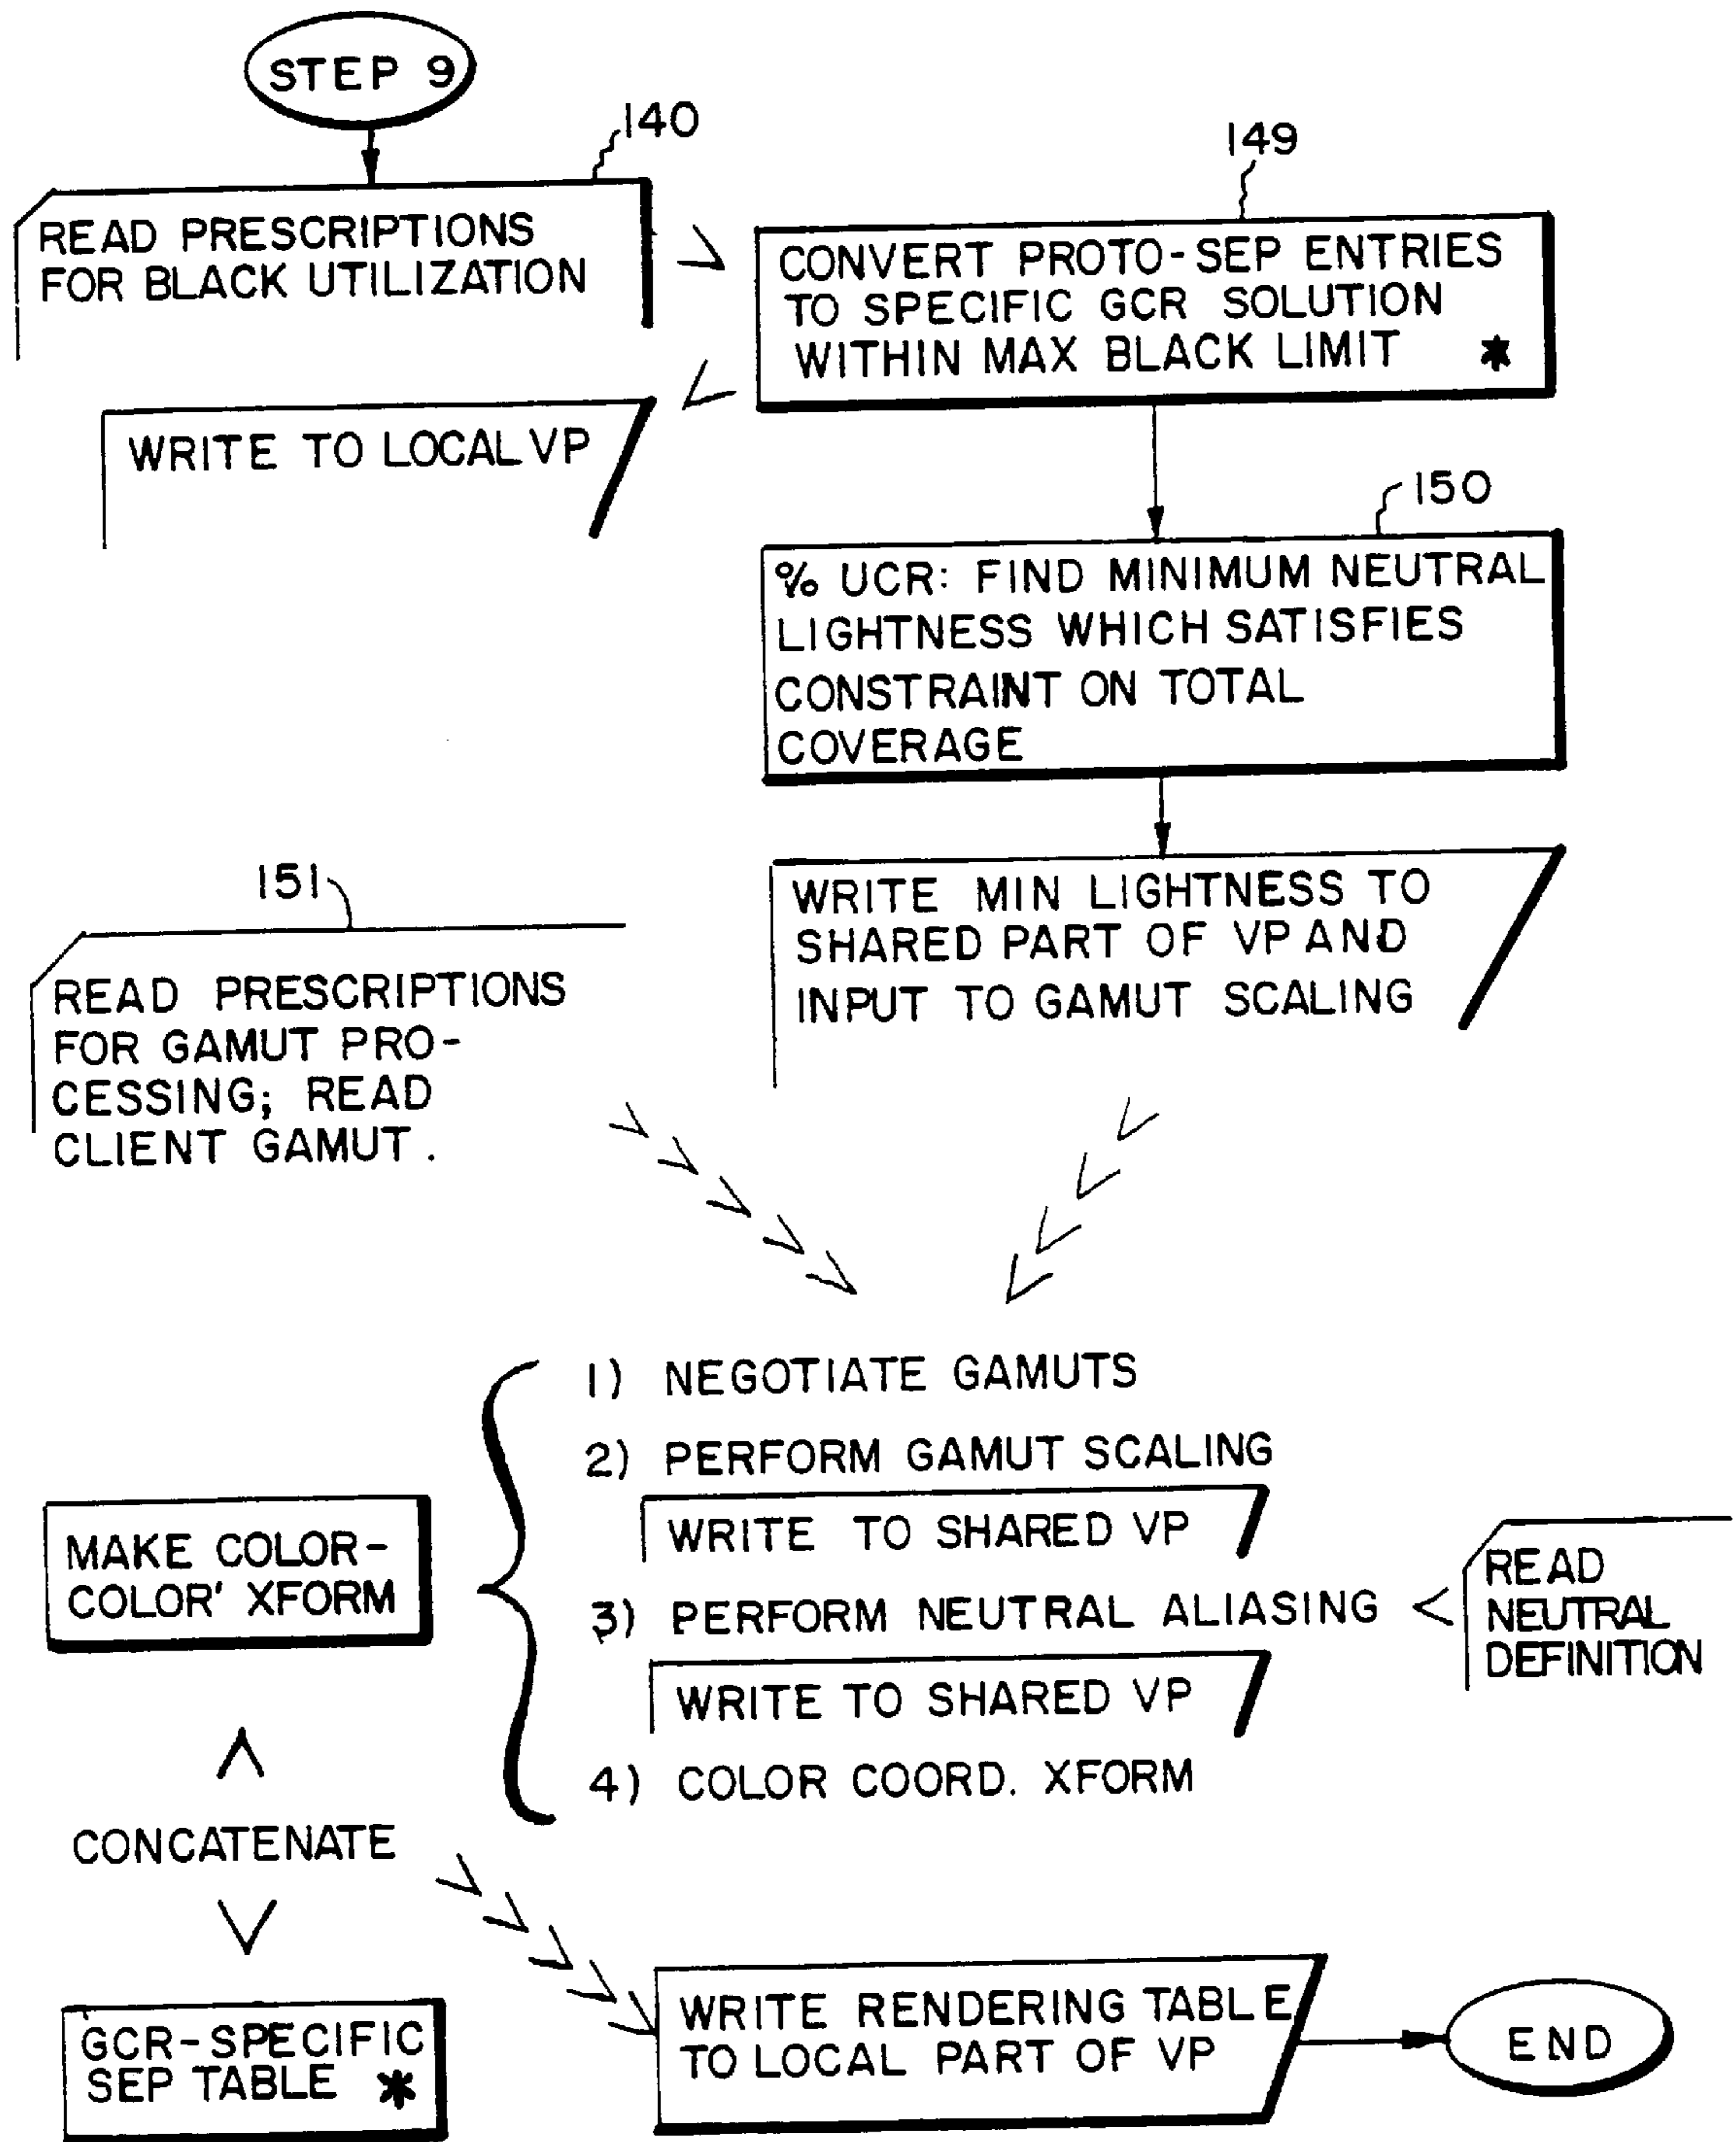 STEP 9
140
READ PRESCRIPTIONS
FOR BLACK UTILIZATION
149
CONVERT PROTO-SEP ENTRIES
TO SPECIFIC GCR SOLUTION
WITHIN MAX BLACK LIMIT *
WRITE TO LOCAL VP
150
% UCR: FIND MINIMUM NEUTRAL
LIGHTNESS WHICH SATISFIES
CONSTRAINT ON TOTAL
COVERAGE
WRITE MIN LIGHTNESS TO
SHARED PART OF VP AND
INPUT TO GAMUT SCALING
151
READ PRESCRIPTIONS
FOR GAMUT PRO-
CESSING; READ
CLIENT GAMUT.
1) NEGOTIATE GAMUTS
2) PERFORM GAMUT SCALING
WRITE TO SHARED VP
3) PERFORM NEUTRAL ALIASING
READ
NEUTRAL
DEFINITION
WRITE TO SHARED VP
4) COLOR COORD. XFORM
MAKE COLOR-
COLOR' XFORM
CONCATENATE
GCR-SPECIFIC
SEP TABLE *
WRITE RENDERING TABLE
TO LOCAL PART OF VP
END